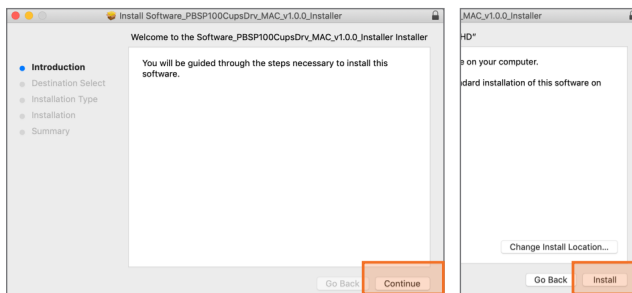 Install Software_PBSP100CupsDrv_MAC_v1.0.0_Installer
Welcome to the Software_PBSP100CupsDrv_MAC_v1.0.0_Installer Installer
Introduction
Destination Select
Installation Type
Installation
Summary
You will be guided through the steps necessary to install this
software.
Go Back
Continue
_MAC_v1.0.0_Installer
HD"
e on your computer.
dard installation of this software on
Change Install Location...
Go Back
Install